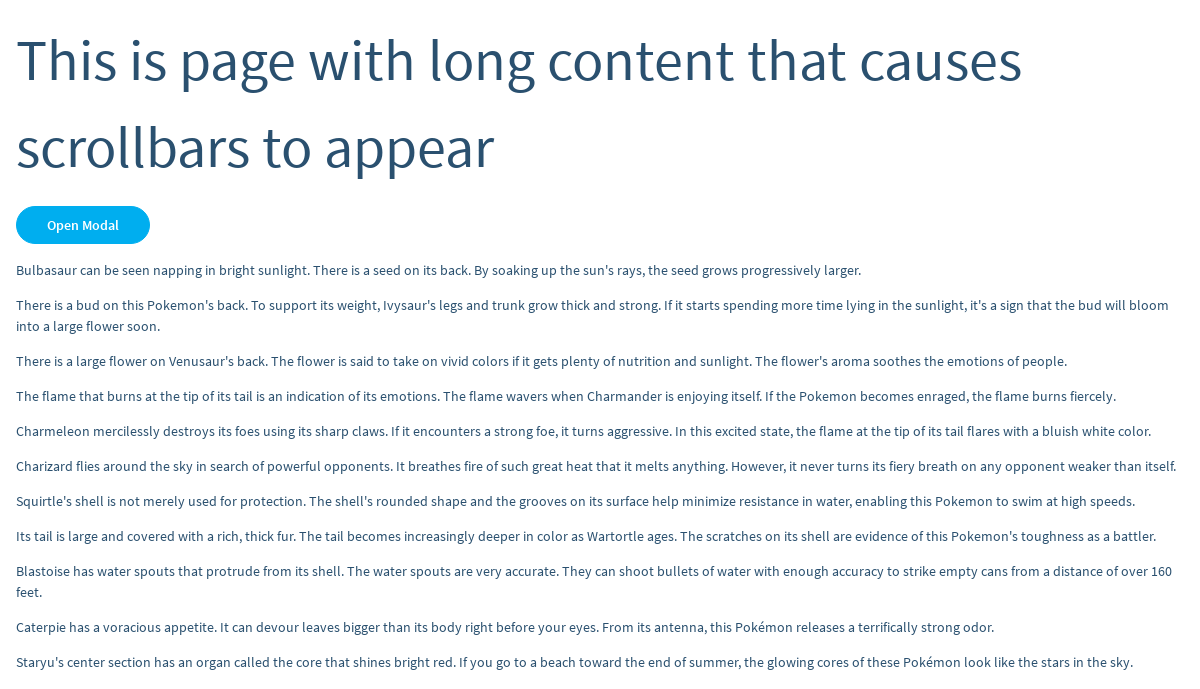 This is page with long content that causes
scrollbars to appear
Open Modal
Bulbasaur can be seen napping in bright sunlight. There is a seed on its back. By soaking up the sun's rays, the seed grows progressively larger.
There is a bud on this Pokemon's back. To support its weight, Ivysaur's legs and trunk grow thick and strong. If it starts spending more time lying in the sunlight, it's a sign that the bud will bloom
into a large flower soon.
There is a large flower on Venusaur's back. The flower is said to take on vivid colors if it gets plenty of nutrition and sunlight. The flower's aroma soothes the emotions of people.
The flame that burns at the tip of its tail is an indication of its emotions. The flame wavers when Charmander is enjoying itself. If the Pokemon becomes enraged, the flame burns fiercely.
Charmeleon mercilessly destroys its foes using its sharp claws. If it encounters a strong foe, it turns aggressive. In this excited state, the flame at the tip of its tail flares with a bluish white color.
Charizard flies around the sky in search of powerful opponents. It breathes fire of such great heat that it melts anything. However, it never turns its fiery breath on any opponent weaker than itself.
Squirtle's shell is not merely used for protection. The shell's rounded shape and the grooves on its surface help minimize resistance in water, enabling this Pokemon to swim at high speeds.
Its tail is large and covered with a rich, thick fur. The tail becomes increasingly deeper in color as Wartortle ages. The scratches on its shell are evidence of this Pokemon's toughness as a battler.
Blastoise has water spouts that protrude from its shell. The water spouts are very accurate. They can shoot bullets of water with enough accuracy to strike empty cans from a distance of over 160
feet.
Caterpie has a voracious appetite. It can devour leaves bigger than its body right before your eyes. From its antenna, this Pokémon releases a terrifically strong odor.
Staryu's center section has an organ called the core that shines bright red. If you go to a beach toward the end of summer, the glowing cores of these Pokémon look like the stars in the sky.